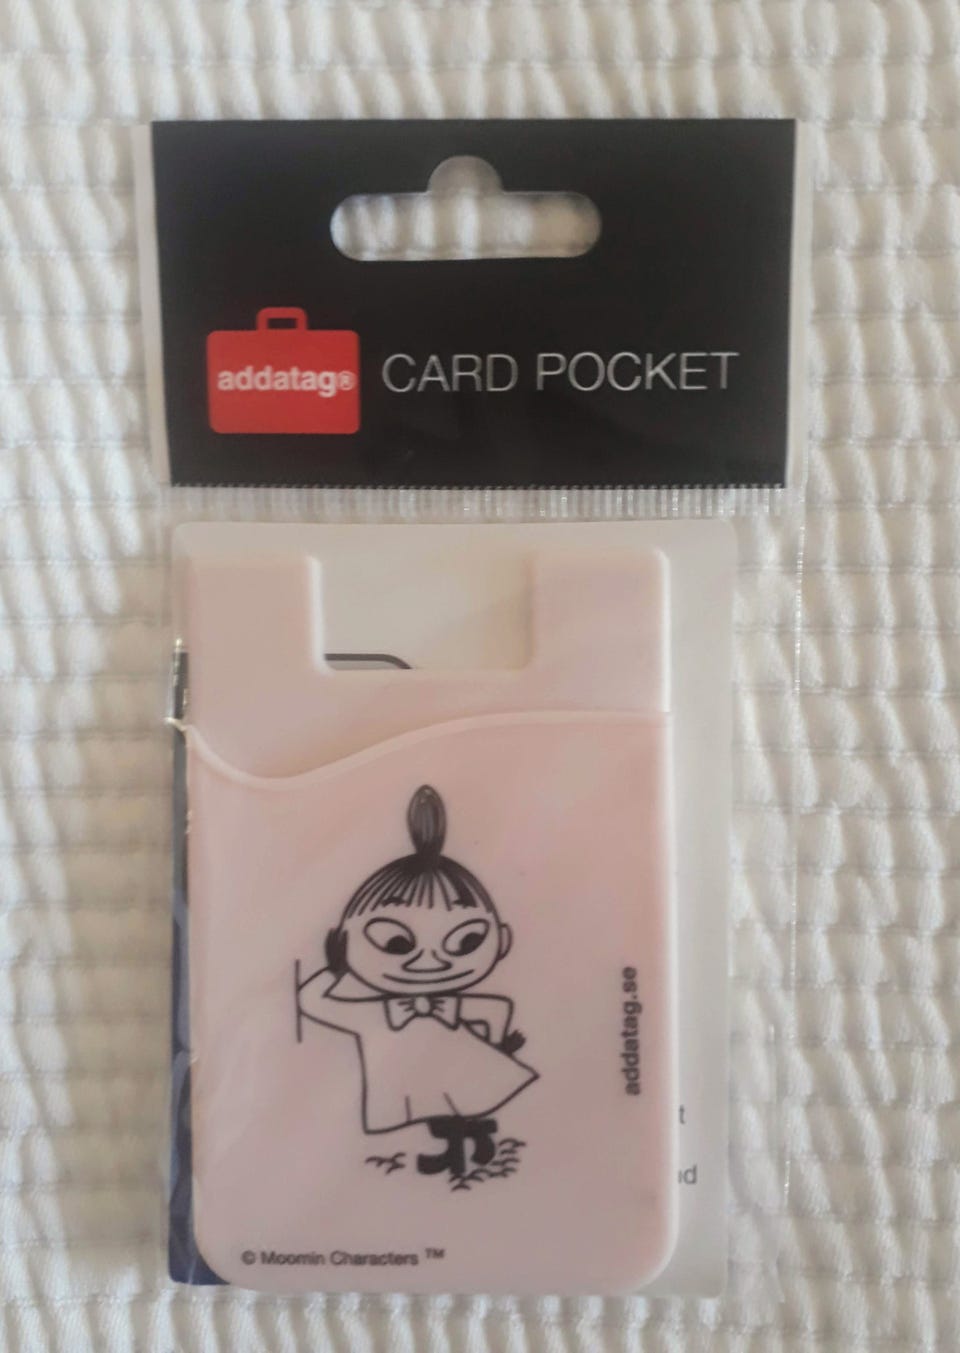 addatag®
CARD POCKET
addatag.se
© Moomin Characters ™